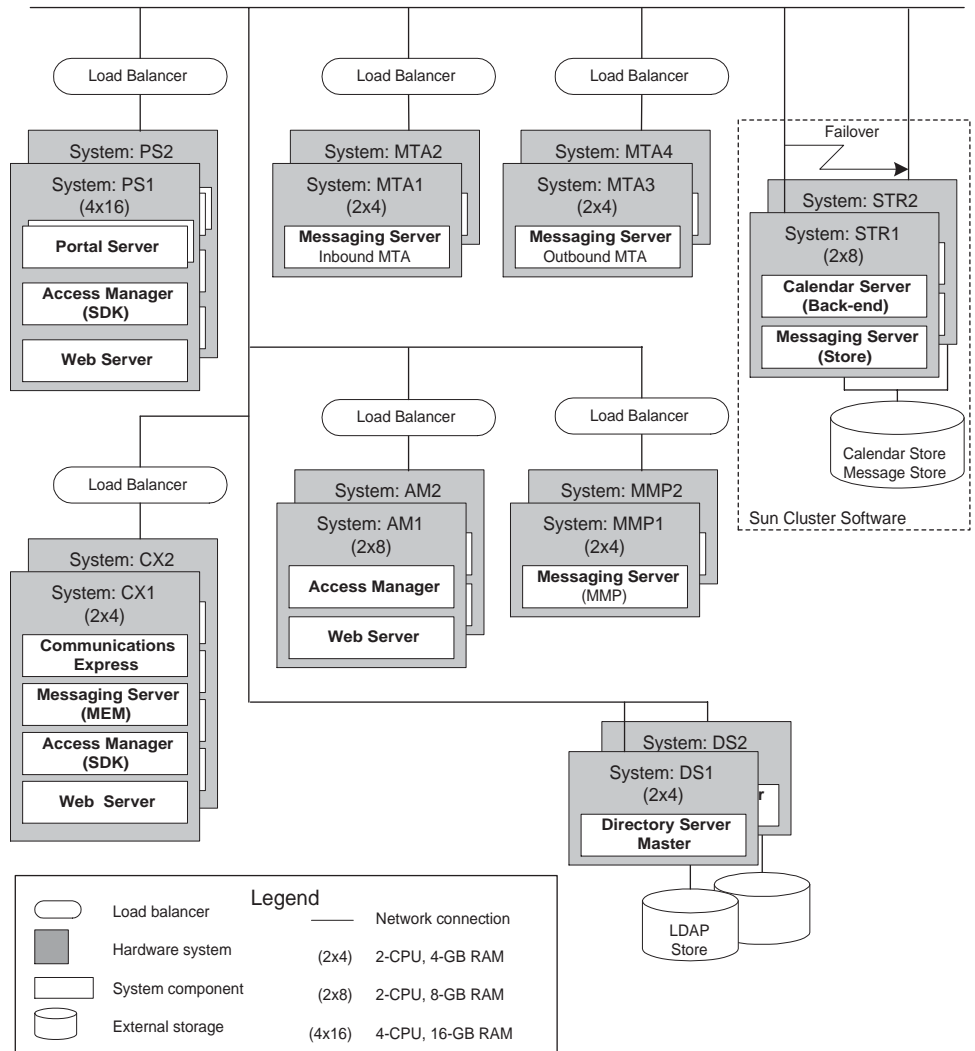 Load Balancer
System: PS2
System: PS1
(4x16)
Portal Server
Access Manager
(SDK)
Web Server
Load Balancer
System: MTA2
System: MTA1
(2x4)
Messaging Server
Inbound MTA
Load Balancer
System: MTA4
System: MTA3
(2x4)
Messaging Server
Outbound MTA
Failover
System: STR2
System: STR1
(2x8)
Calendar Server
(Back-end)
Messaging Server
(Store)
Calendar Store
Message Store
Sun Cluster Software
Load Balancer
System: CX2
System: CX1
(2x4)
Communications
Express
Messaging Server
(MEM)
Access Manager
(SDK)
Web Server
Load Balancer
System: AM2
System: AM1
(2x8)
Access Manager
Web Server
Load Balancer
System: MMP2
System: MMP1
(2x4)
Messaging Server
(MMP)
System: DS2
System: DS1
(2x4)
r
Directory Server
Master
LDAP
Store
Legend
Load balancer
Hardware system
System component
External storage
Network connection
(2x4) 2-CPU, 4-GB RAM
(2x8) 2-CPU, 8-GB RAM
(4x16) 4-CPU, 16-GB RAM